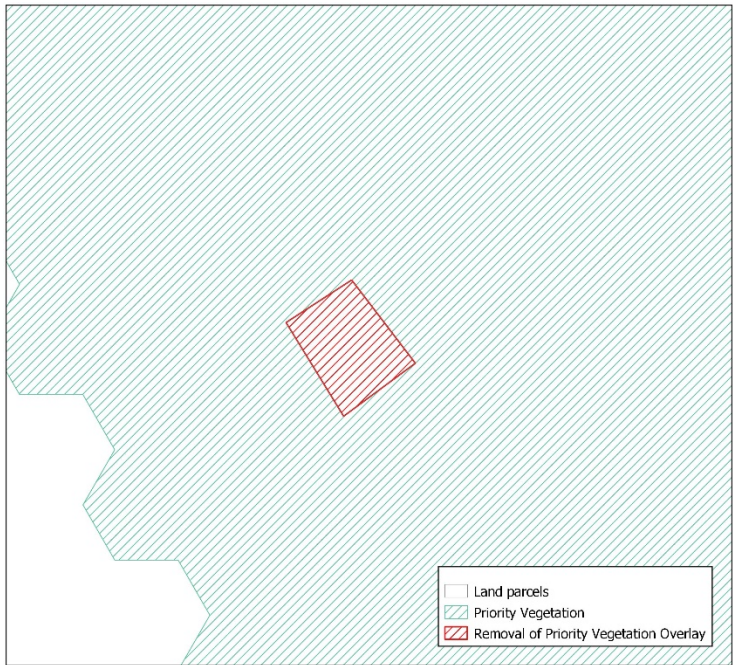 Land parcels
Priority Vegetation
Removal of Priority Vegetation Overlay